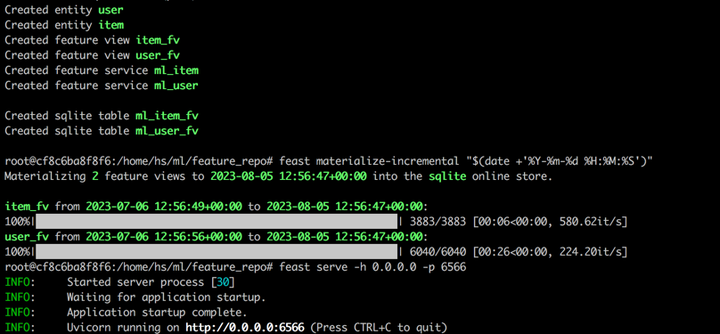 Created entity user
Created entity item
Created feature view item_fv
Created feature view user_fv
Created feature service ml_item
Created feature service ml_user
Created sqlite table ml_item_fv
Created sqlite table ml_user_fv
root@cf8c6ba8f8f6:/home/hs/ml/feature_repo# feast materialize-incremental "$(date +'%Y-%m-%d %H:%M:%S')"
Materializing 2 feature views to 2023-08-05 12:56:47+00:00 into the sqlite online store.
item_fv from 2023-07-06 12:56:49+00:00 to 2023-08-05 12:56:47+00:00:
100%| | 3883/3883 [00:06<00:00, 580.62it/s]
user_fv from 2023-07-06 12:56:56+00:00 to 2023-08-05 12:56:47+00:00:
100%| | 6040/6040 [00:26<00:00, 224.20it/s]
root@cf8c6ba8f8f6:/home/hs/ml/feature_repo# feast serve -h 0.0.0.0 -p 6566
INFO: Started server process [30]
INFO: Waiting for application startup.
INFO: Application startup complete.
INFO: Uvicorn running on http://0.0.0.0:6566 (Press CTRL+C to quit)